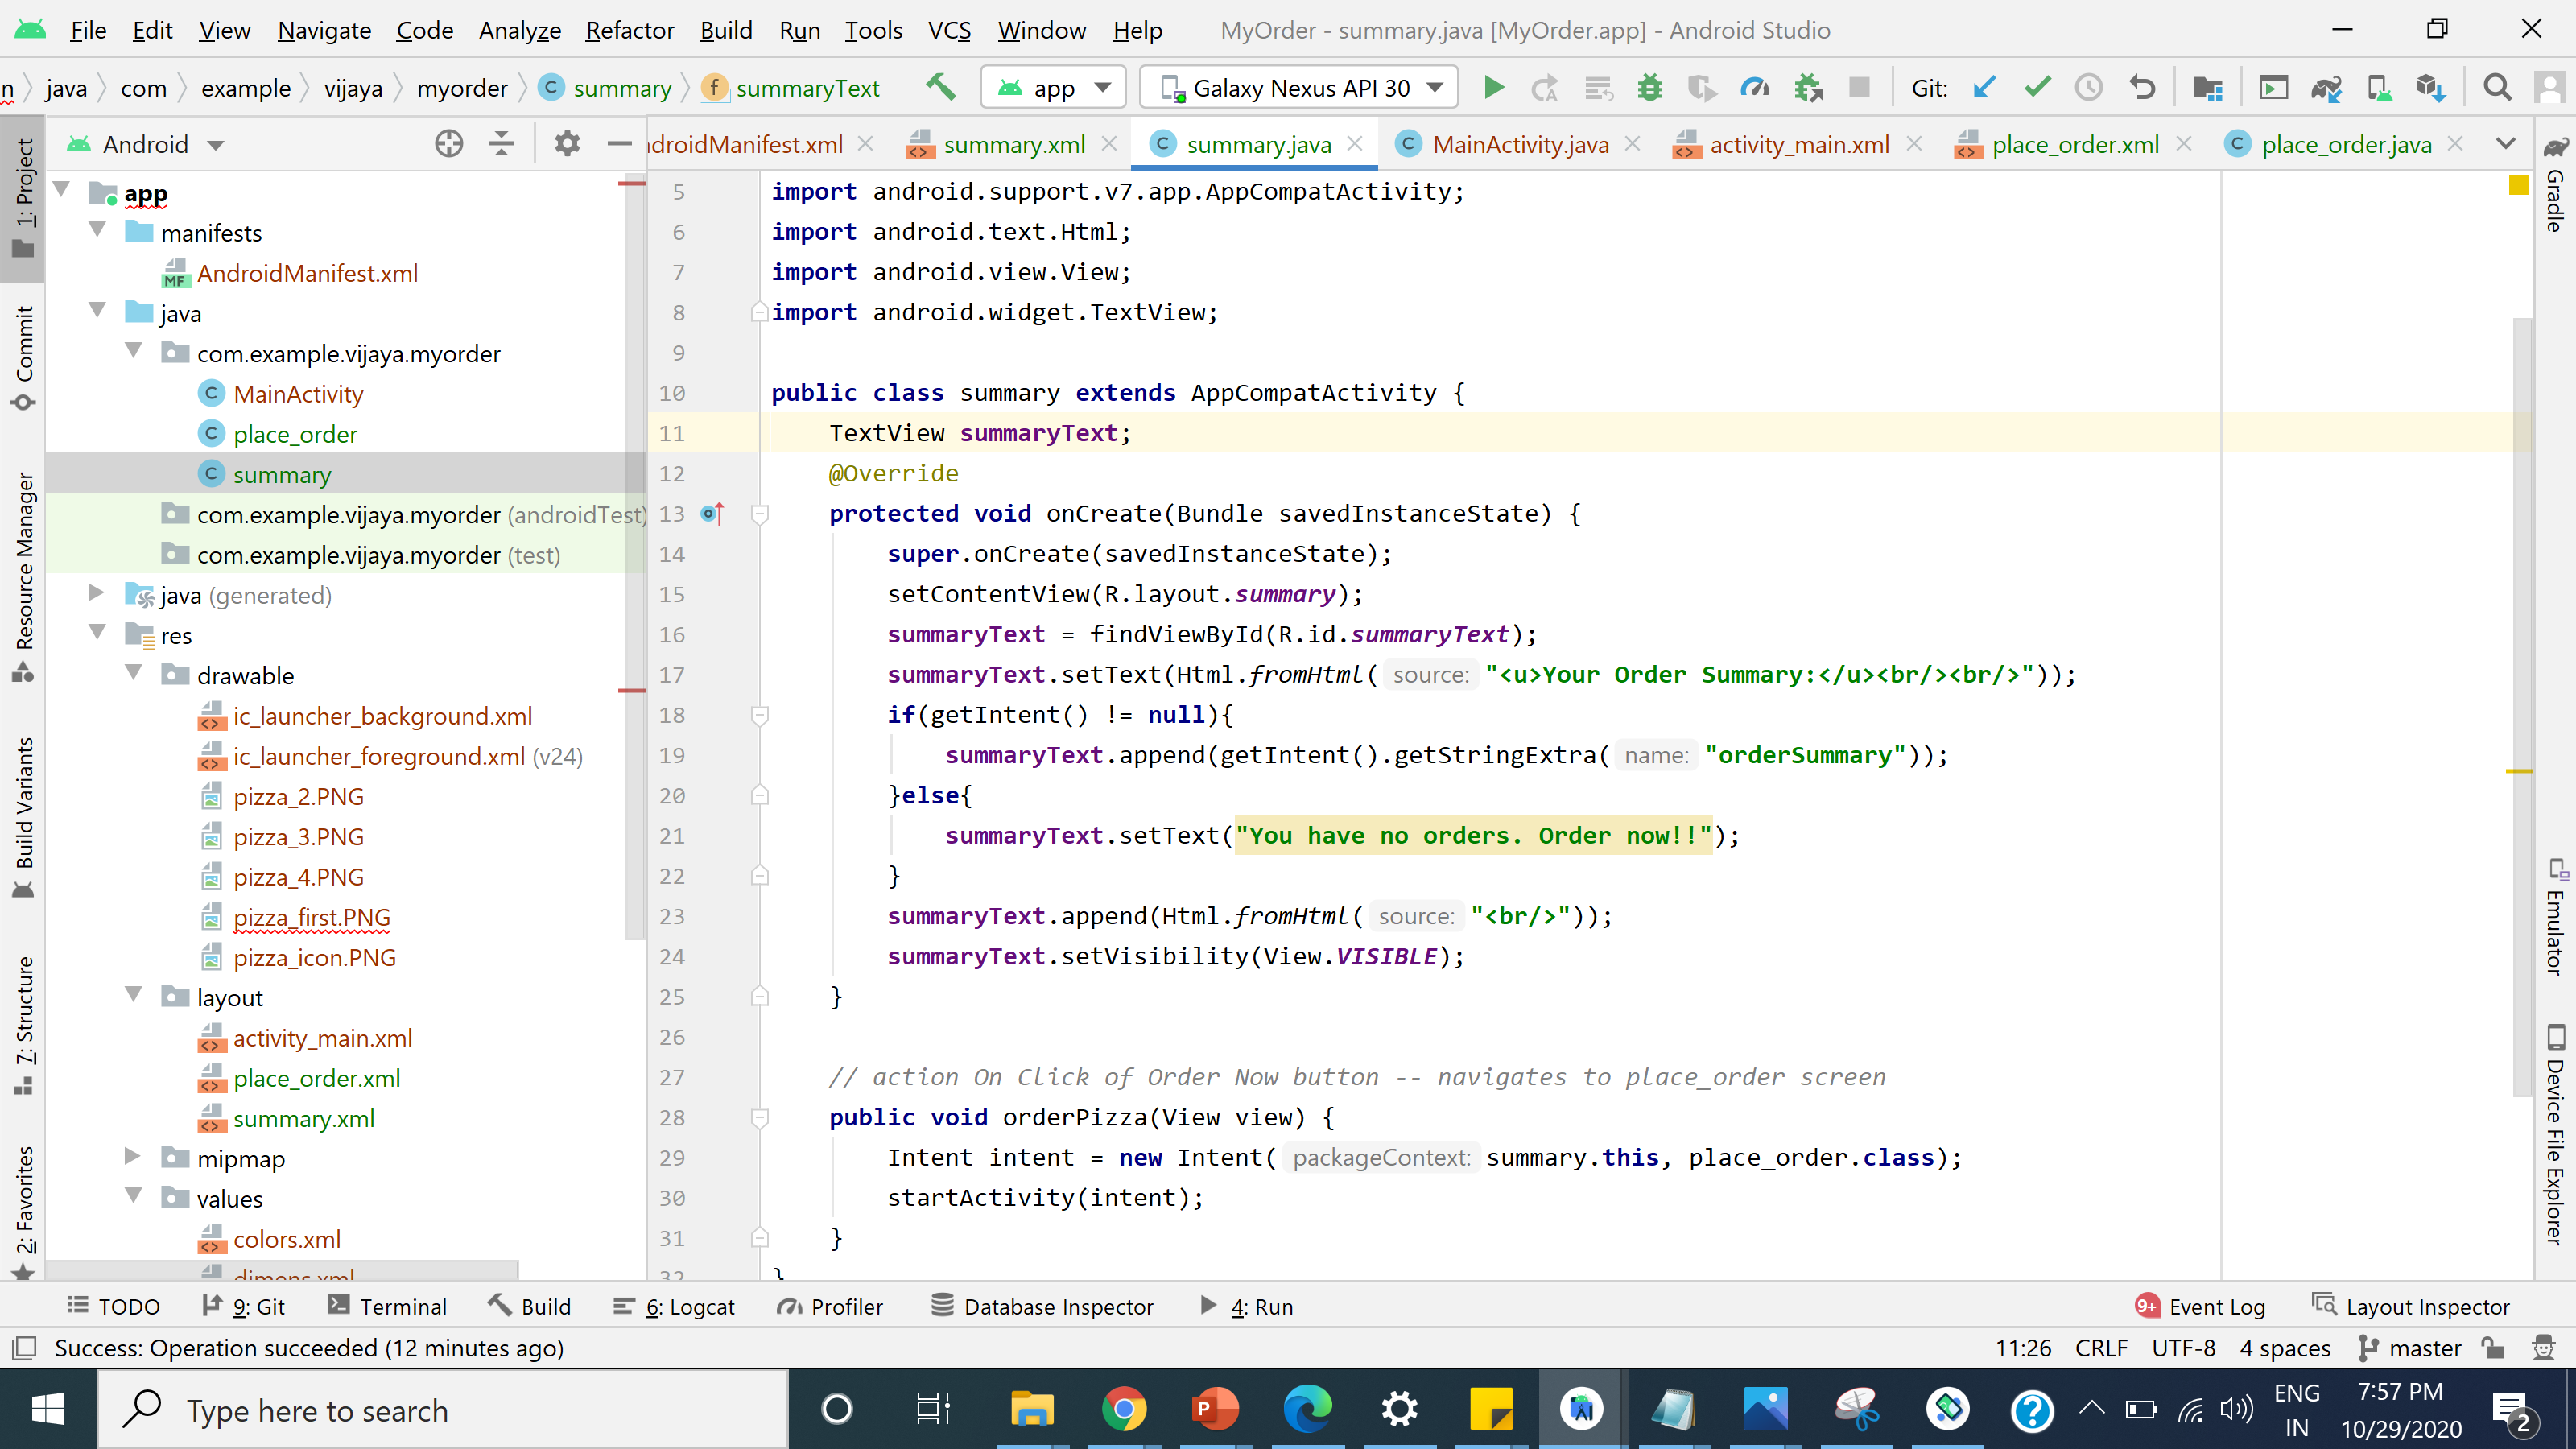 File Edit View Navigate Code Analyze Refactor Build Run Tools VCS Window Help MyOrder - summary.java [MyOrder.app] - Android Studio
n java com example vijaya myorder summary summaryText app Galaxy Nexus API 30 Git:
Android
ndroidManifest.xml summary.xml summary.java MainActivity.java activity_main.xml place_order.xml place_order.java
1: Project
Commit
Resource Manager
Build Variants
7: Structure
2: Favorites
app
manifests
AndroidManifest.xml
java
com.example.vijaya.myorder
MainActivity
place_order
summary
com.example.vijaya.myorder (androidTest)
com.example.vijaya.myorder (test)
java (generated)
res
drawable
ic_launcher_background.xml
ic_launcher_foreground.xml (v24)
pizza_2.PNG
pizza_3.PNG
pizza_4.PNG
pizza_first.PNG
pizza_icon.PNG
layout
activity_main.xml
place_order.xml
summary.xml
mipmap
values
colors.xml
dimens.xml
5 import android.support.v7.app.AppCompatActivity;
6 import android.text.Html;
7 import android.view.View;
8 import android.widget.TextView;
9
10 public class summary extends AppCompatActivity {
11 TextView summaryText;
12 @Override
13 protected void onCreate(Bundle savedInstanceState) {
14 super.onCreate(savedInstanceState);
15 setContentView(R.layout.summary);
16 summaryText = findViewById(R.id.summaryText);
17 summaryText.setText(Html.fromHtml( source: "<u>Your Order Summary:</u><br/><br/>"));
18 if(getIntent() != null){
19 summaryText.append(getIntent().getStringExtra( name: "orderSummary"));
20 }else{
21 summaryText.setText("You have no orders. Order now!!");
22 }
23 summaryText.append(Html.fromHtml( source: "<br/>"));
24 summaryText.setVisibility(View.VISIBLE);
25 }
26
27 // action On Click of Order Now button -- navigates to place_order screen
28 public void orderPizza(View view) {
29 Intent intent = new Intent( packageContext: summary.this, place_order.class);
30 startActivity(intent);
31 }
32 }
Gradle
Emulator
Device File Explorer
TODO 9: Git Terminal Build 6: Logcat Profiler Database Inspector 4: Run 9+ Event Log Layout Inspector
Success: Operation succeeded (12 minutes ago) 11:26 CRLF UTF-8 4 spaces master
Type here to search
ENG
IN
7:57 PM
10/29/2020
2